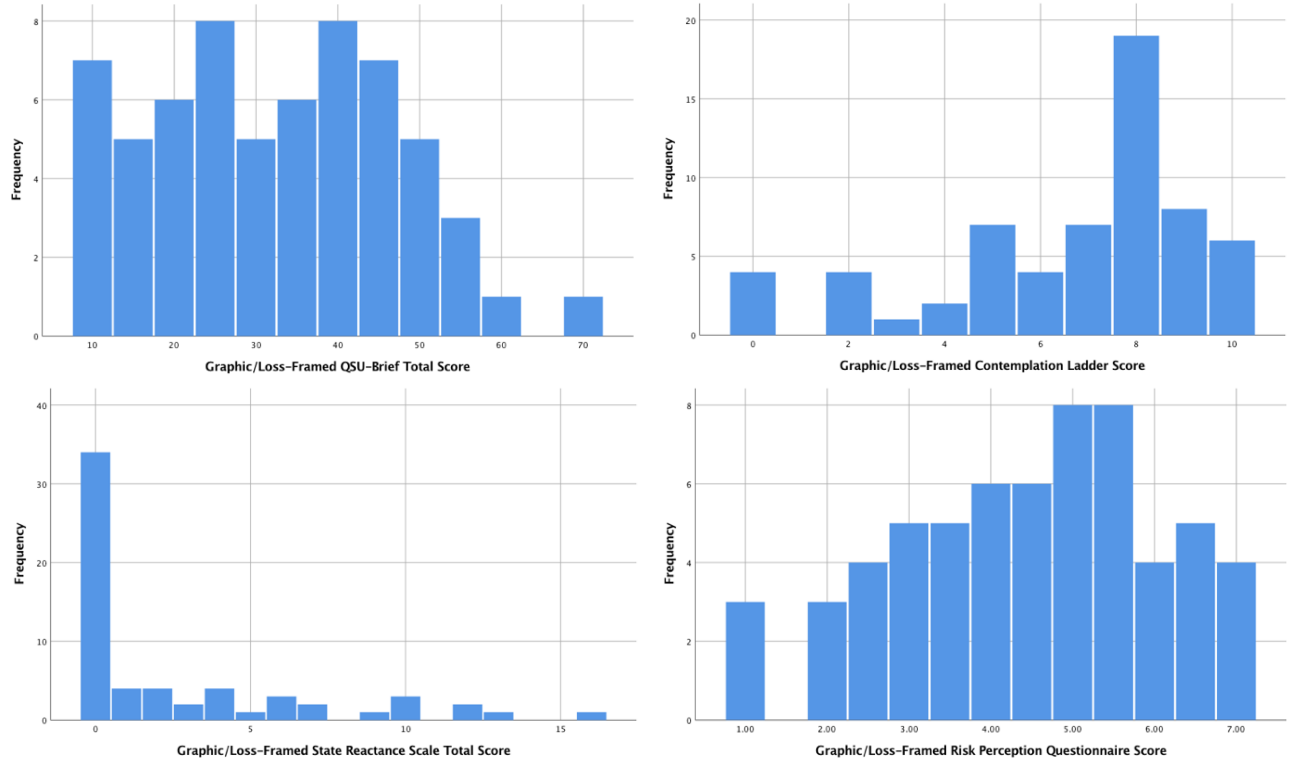 8
6
4
2
0
Frequency
10 20 30 40 50 60 70
Graphic/Loss-Framed QSU-Brief Total Score
20
15
10
5
0
Frequency
0 2 4 6 8 10
Graphic/Loss-Framed Contemplation Ladder Score
40
30
20
10
0
Frequency
0 5 10 15
Graphic/Loss-Framed State Reactance Scale Total Score
8
6
4
2
0
Frequency
1.00 2.00 3.00 4.00 5.00 6.00 7.00
Graphic/Loss-Framed Risk Perception Questionnaire Score